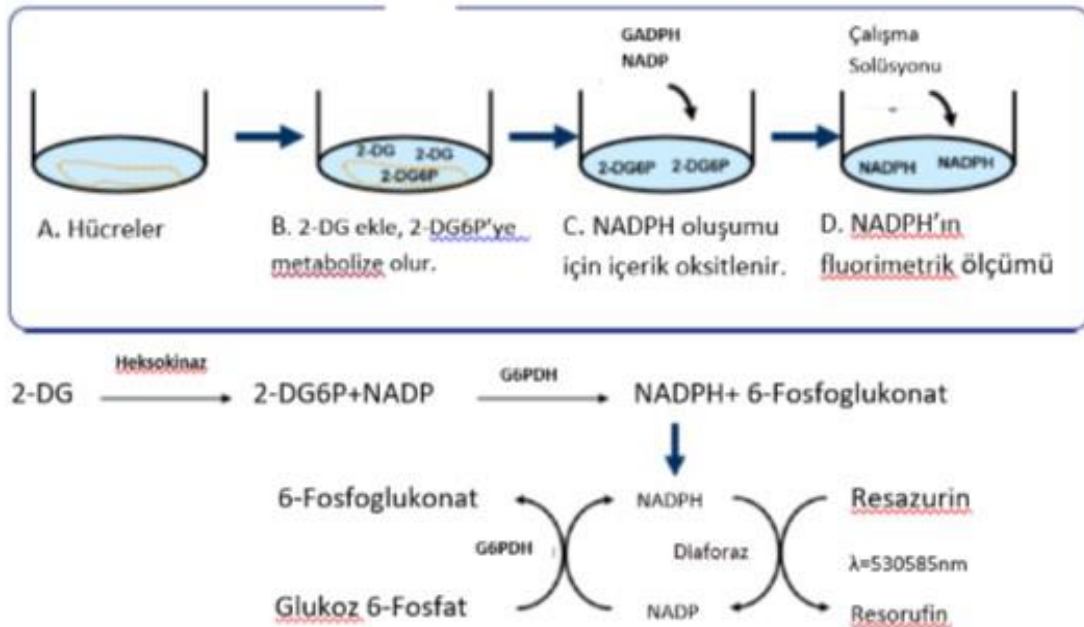 GADPH
NADP
Çalışma
Solüsyonu
2-DG 2-DG
2-DG6P
2-DG6P 2-DG6P
NADPH NADPH
A. Hücreler
B. 2-DG ekle, 2-DG6P'ye
metabolize olur.
C. NADPH oluşumu
için içerik oksitlenir.
D. NADPH'ın
fluorimetrik ölçümü
2-DG Heksokinaz 2-DG6P+NADP G6PDH NADPH+ 6-Fosfoglukonat
6-Fosfoglukonat NADPH Resazurin
G6PDH Diaforaz λ=530585nm
Glukoz 6-Fosfat NADP Resorufin